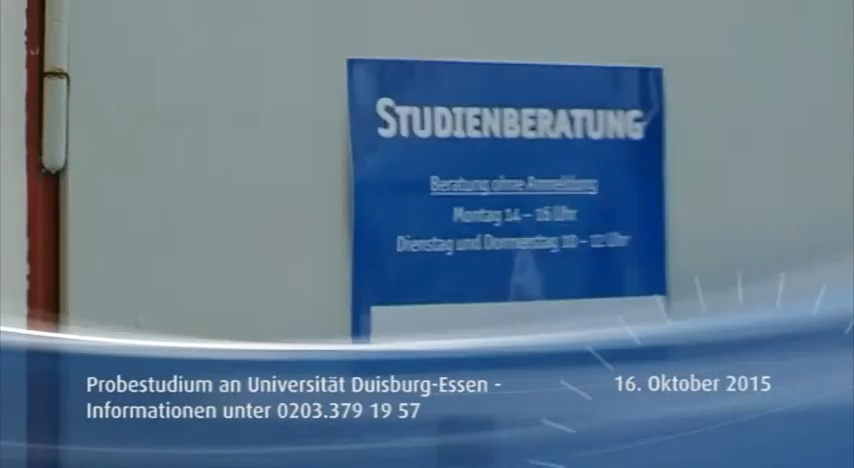 STUDIENBERATUNG
Beratung ohne Anmeldung
Montag 14 – 16 Uhr
Dienstag und Donnerstag 10 – 12 Uhr
Probestudium an Universität Duisburg-Essen -
Informationen unter 0203.379 19 57
16. Oktober 2015